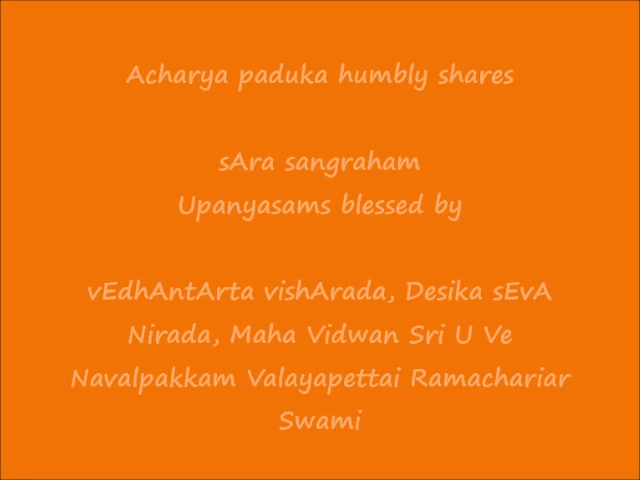 Acharya paduka humbly shares
sAra sangraham
Upanyasams blessed by
vEdhAntArta vishArada, Desika sEvA
Nirada, Maha Vidwan Sri U Ve
Navalpakkam Valayapettai Ramachariar
Swami